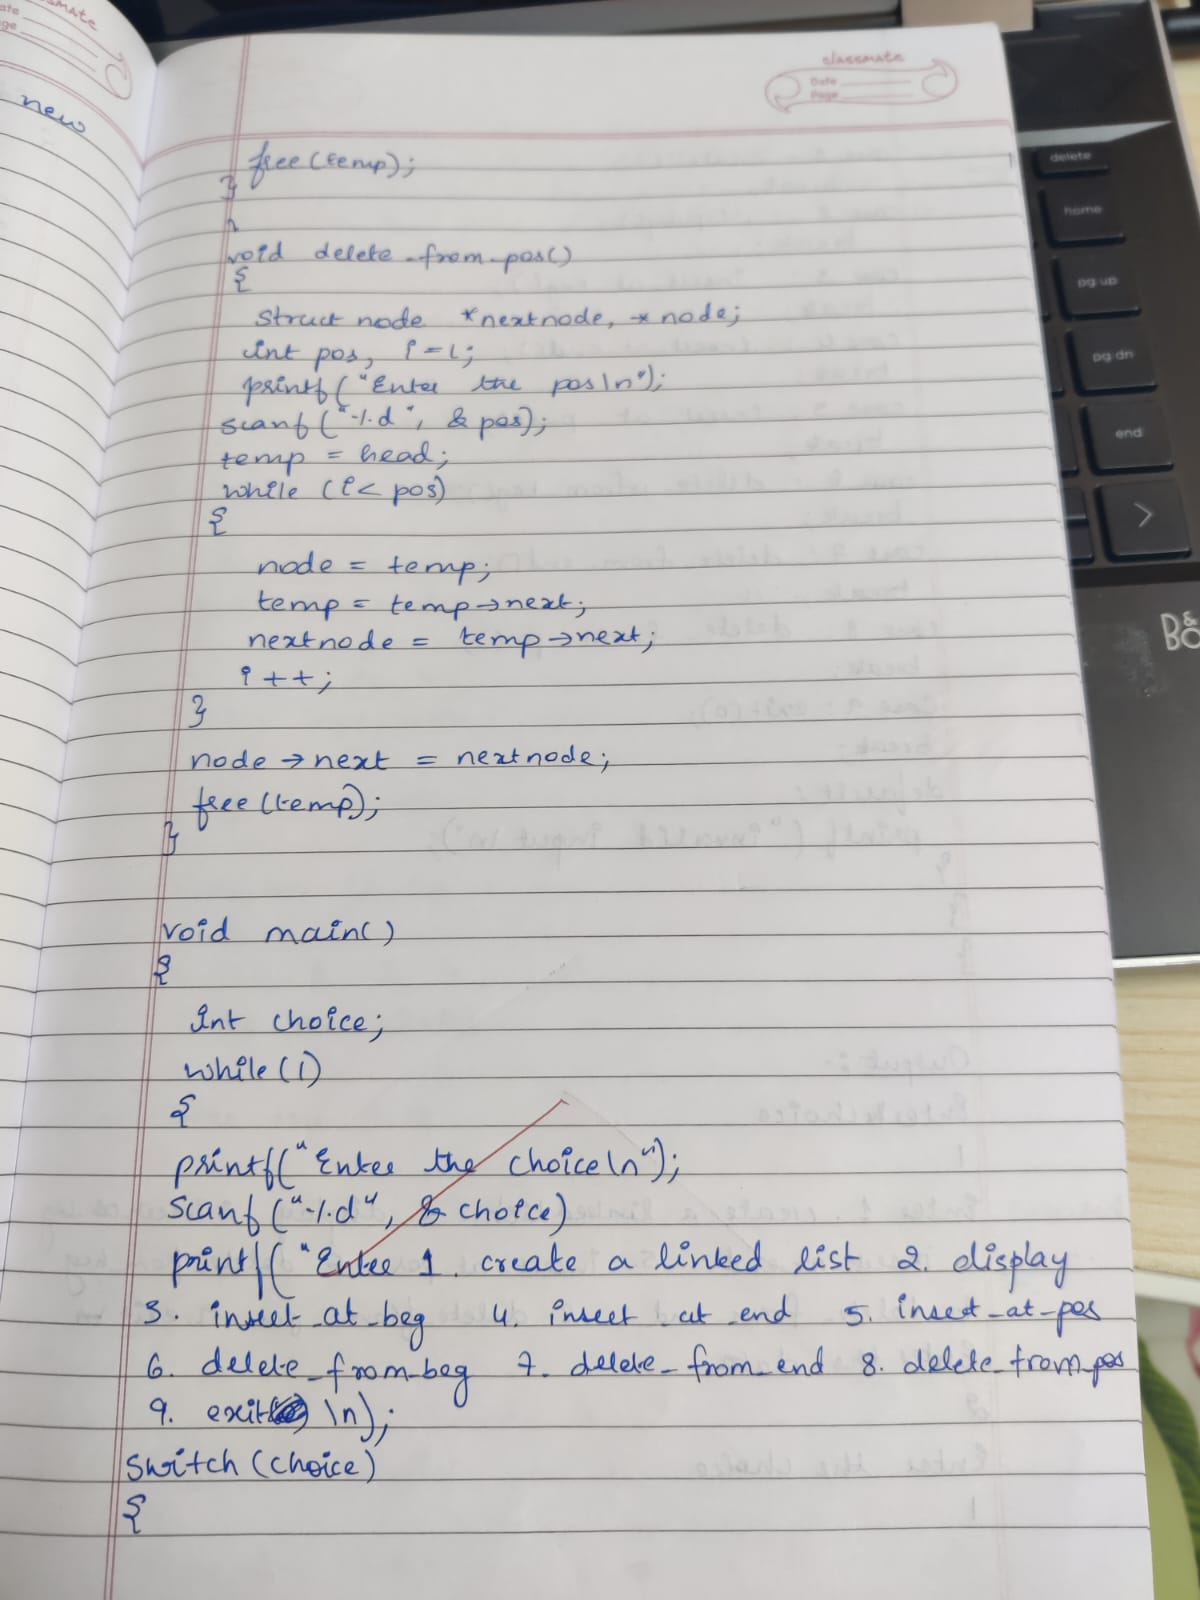 new
classmate
Date
Page
free(temp);
}
}
void delete_from_pos()
{
struct node *nextnode, *node;
int pos, i=1;
printf("Enter the pos\n");
scanf("%d", &pos);
temp = head;
while (i< pos)
{
node = temp;
temp = temp→next;
nextnode = temp→next;
i++;
}
node →next = nextnode;
free(temp);
}
void main()
{
int choice;
while(1)
{
printf("Enter the choice\n");
scanf("%d", &choice)
printf("Enter 1. create a linked list 2. display
3. insert_at_beg 4. insert_at_end 5. insert_at_pos
6. delete_from_beg 7. delete_from_end 8. delete_from_pos
9. exit \n);
switch(choice)
{
delete
home
pg up
pg dn
end
B&O